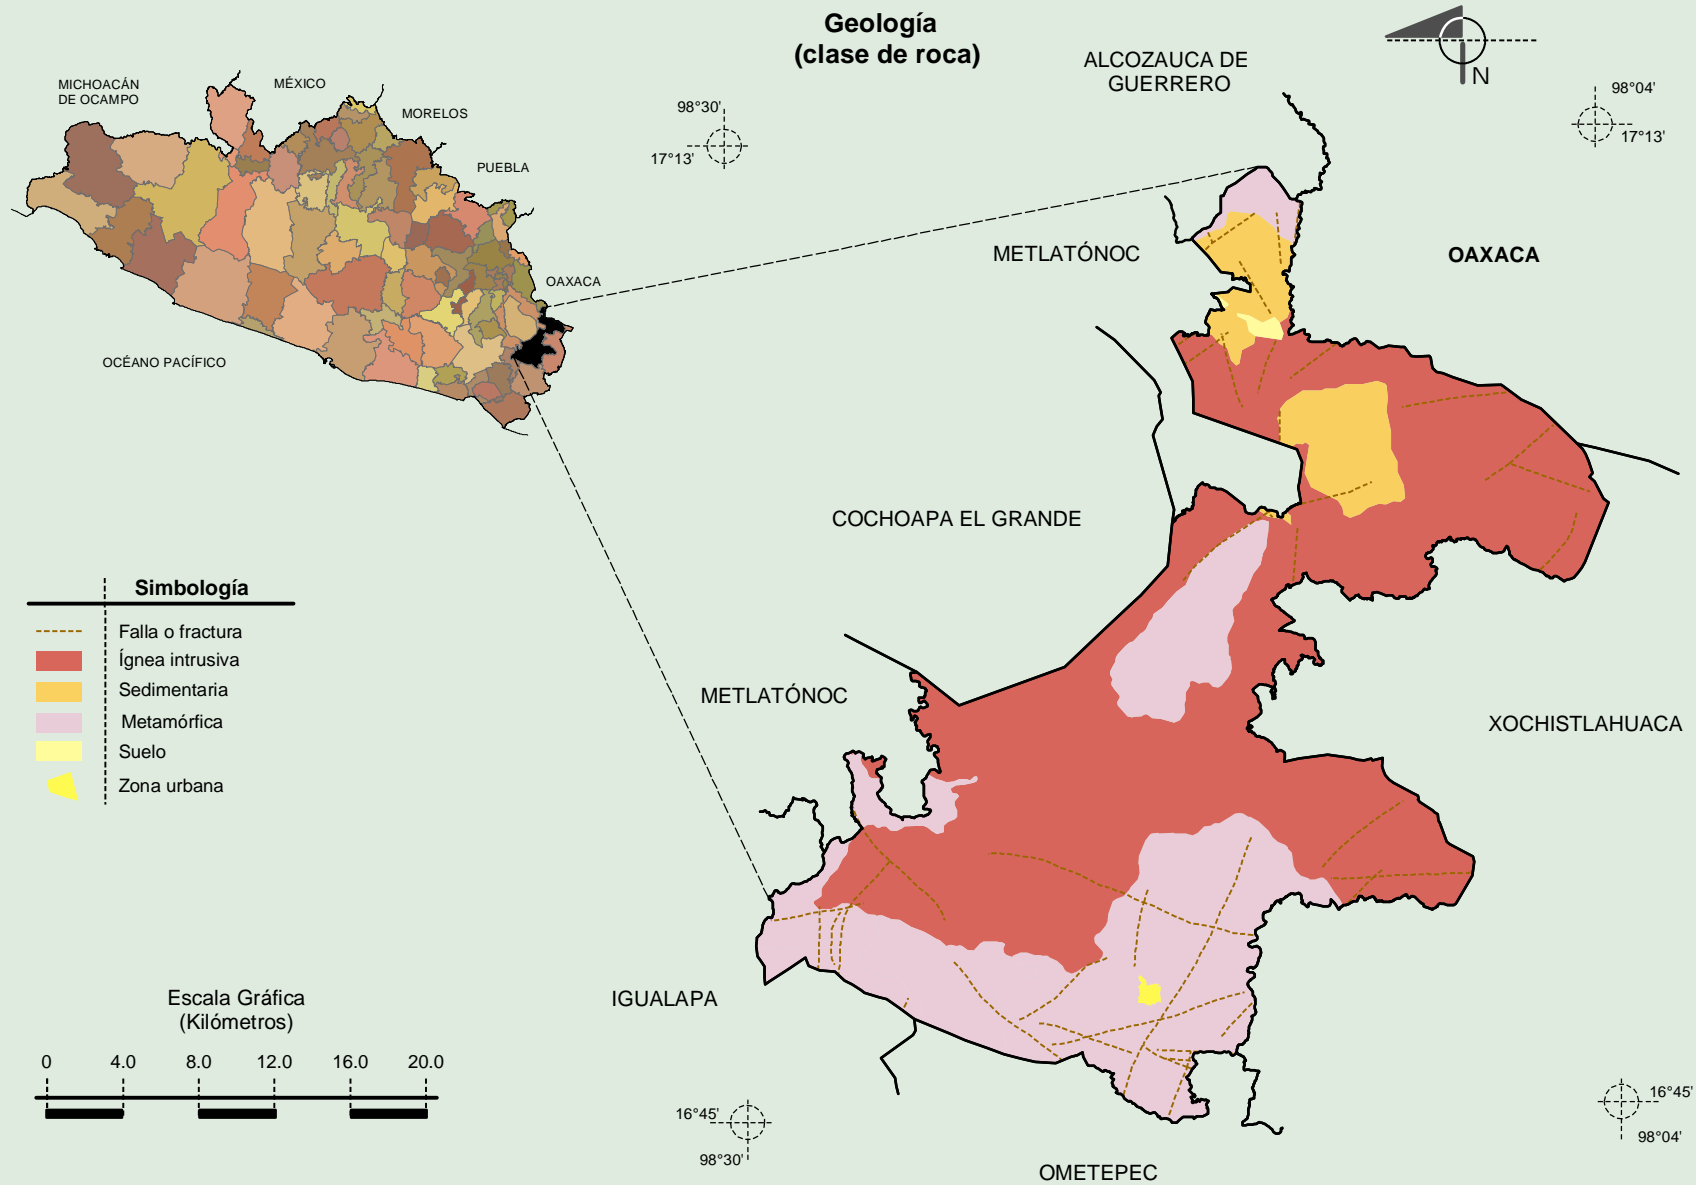 Geología
(clase de roca)
N
MICHOACÁN
DE OCAMPO
MÉXICO
MORELOS
PUEBLA
OAXACA
OCÉANO PACÍFICO
98°30'
17°13'
98°04'
17°13'
ALCOZAUCA DE
GUERRERO
METLATÓNOC
OAXACA
COCHOAPA EL GRANDE
METLATÓNOC
XOCHISTLAHUACA
IGUALAPA
OMETEPEC
Simbología
Falla o fractura
Ígnea intrusiva
Sedimentaria
Metamórfica
Suelo
Zona urbana
Escala Gráfica
(Kilómetros)
0 4.0 8.0 12.0 16.0 20.0
16°45'
98°30'
16°45'
98°04'